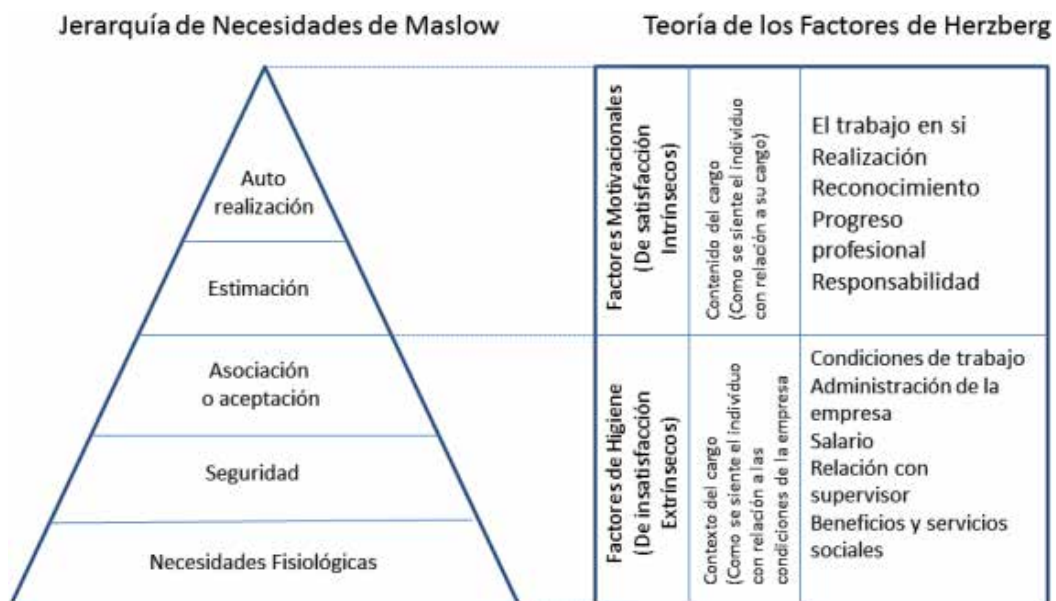 Jerarquía de Necesidades de Maslow
Teoría de los Factores de Herzberg
Auto
realización
Estimación
Asociación
o aceptación
Seguridad
Necesidades Fisiológicas
Factores Motivacionales
(De satisfacción
Intrínsecos)
Contenido del cargo
(Como se siente el individuo
con relación a su cargo)
El trabajo en si
Realización
Reconocimiento
Progreso
profesional
Responsabilidad
Factores de Higiene
(De insatisfacción
Extrínsecos)
Contexto del cargo
(Como se siente el indivíduo
con relación a las
condiciones de la empresa
Condiciones de trabajo
Administración de la
empresa
Salario
Relación con
supervisor
Beneficios y servicios
sociales